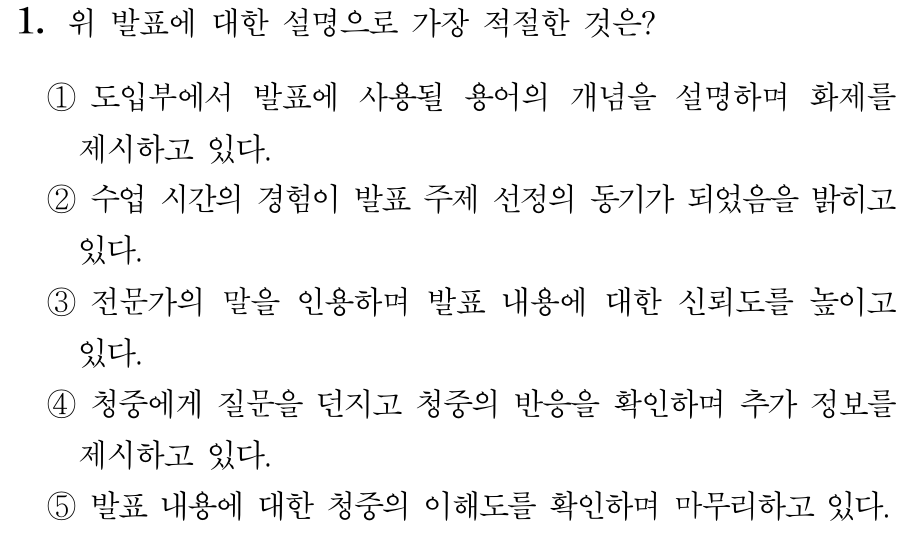 1. 위 발표에 대한 설명으로 가장 적절한 것은?
① 도입부에서 발표에 사용될 용어의 개념을 설명하며 화제를
제시하고 있다.
② 수업 시간의 경험이 발표 주제 선정의 동기가 되었음을 밝히고
있다.
③ 전문가의 말을 인용하며 발표 내용에 대한 신뢰도를 높이고
있다.
④ 청중에게 질문을 던지고 청중의 반응을 확인하며 추가 정보를
제시하고 있다.
⑤ 발표 내용에 대한 청중의 이해도를 확인하며 마무리하고 있다.